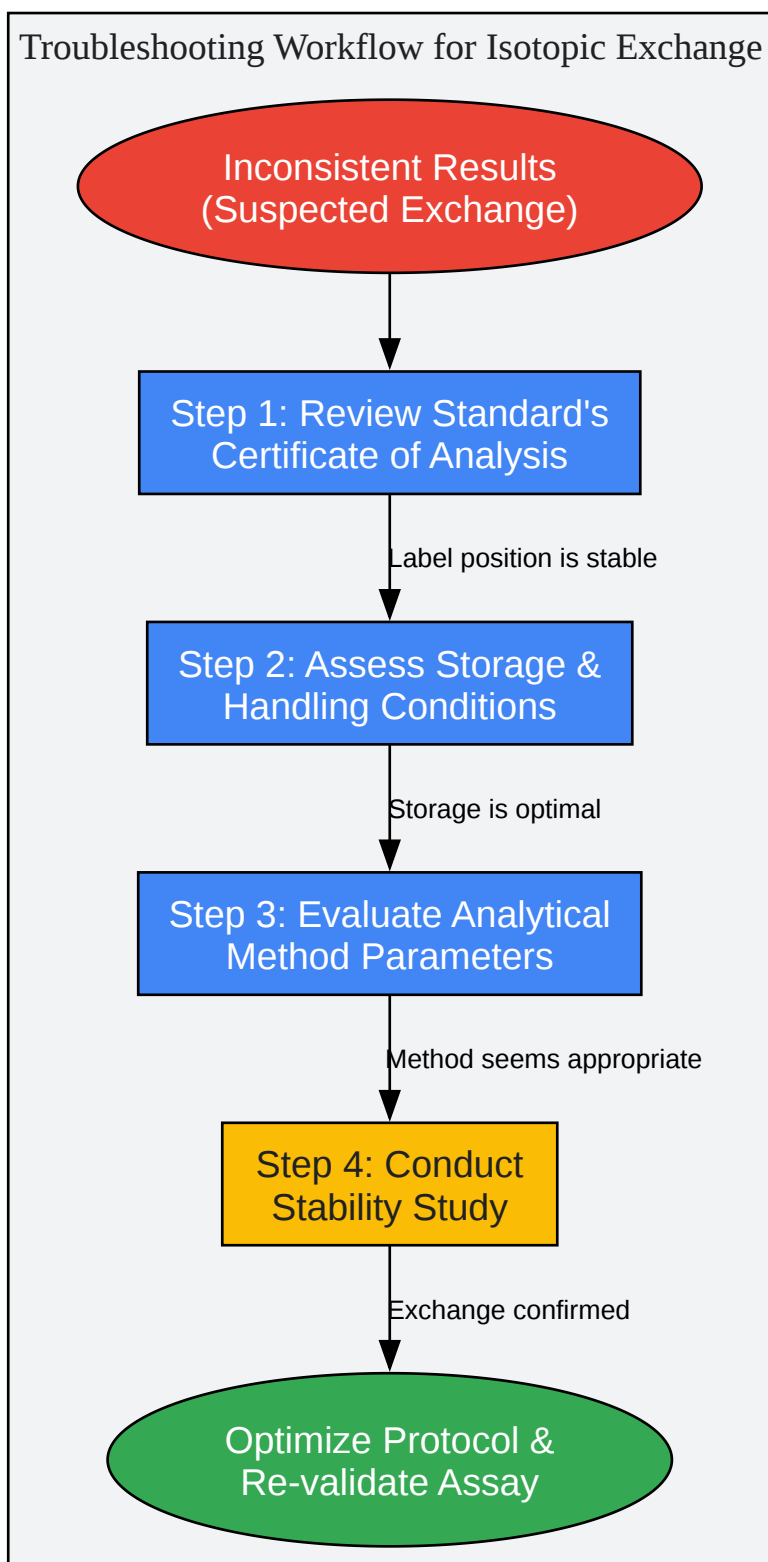 Troubleshooting Workflow for Isotopic Exchange
Inconsistent Results
(Suspected Exchange)
Step 1: Review Standard's
Certificate of Analysis
Label position is stable
Step 2: Assess Storage &
Handling Conditions
Storage is optimal
Step 3: Evaluate Analytical
Method Parameters
Method seems appropriate
Step 4: Conduct
Stability Study
Exchange confirmed
Optimize Protocol &
Re-validate Assay